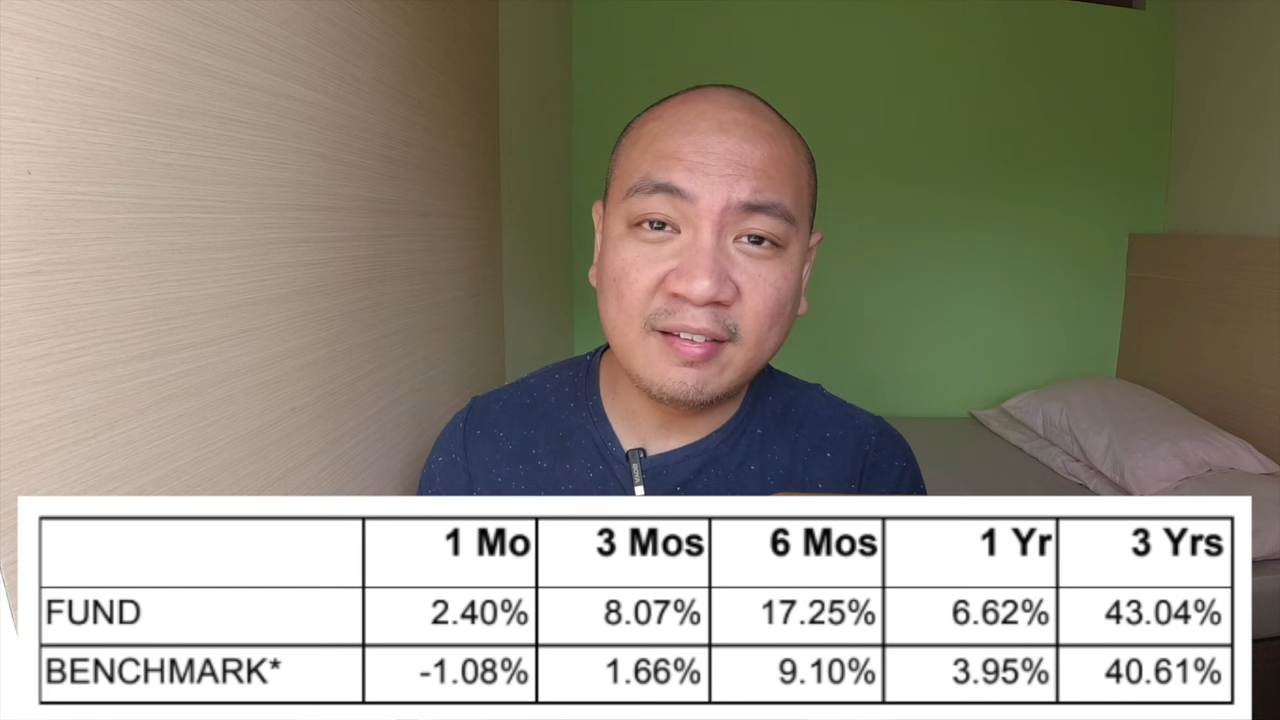 1 Mo 3 Mos 6 Mos 1 Yr 3 Yrs
FUND 2.40% 8.07% 17.25% 6.62% 43.04%
BENCHMARK* -1.08% 1.66% 9.10% 3.95% 40.61%